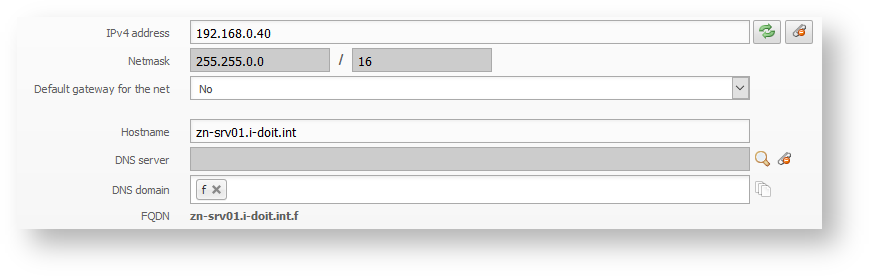 IPv4 address 192.168.0.40
Netmask 255.255.0.0 / 16
Default gateway for the net No
Hostname zn-srv01.i-doit.int
DNS server
DNS domain f
FQDN zn-srv01.i-doit.int.f